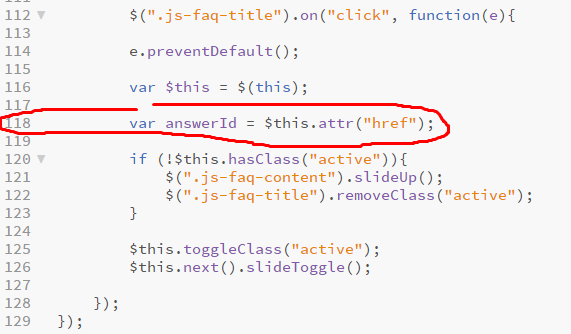 111
112 $(".js-faq-title").on("click", function(e){
113
114 e.preventDefault();
115
116 var $this = $(this);
117
118 var answerId = $this.attr("href");
119
120 if (!$this.hasClass("active")){
121 $(".js-faq-content").slideUp();
122 $(".js-faq-title").removeClass("active");
123 }
124
125 $this.toggleClass("active");
126 $this.next().slideToggle();
127
128 });
129 });